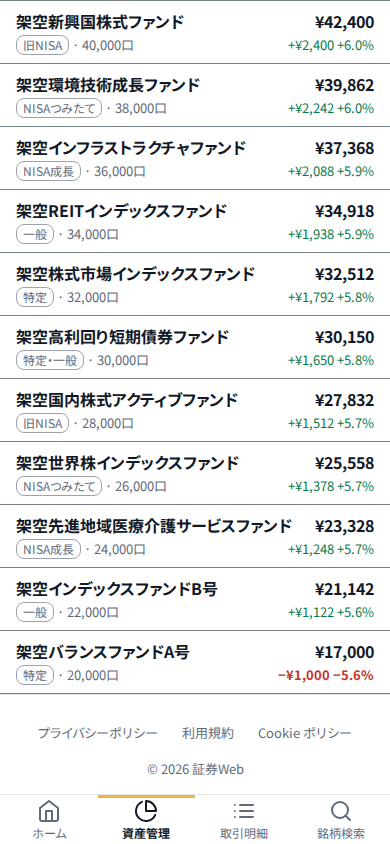 架空新興国株式ファンド ¥42,400
旧NISA · 40,000口 +¥2,400 +6.0%
架空環境技術成長ファンド ¥39,862
NISAつみたて · 38,000口 +¥2,242 +6.0%
架空インフラストラクチャファンド ¥37,368
NISA成長 · 36,000口 +¥2,088 +5.9%
架空REITインデックスファンド ¥34,918
一般 · 34,000口 +¥1,938 +5.9%
架空株式市場インデックスファンド ¥32,512
特定 · 32,000口 +¥1,792 +5.8%
架空高利回り短期債券ファンド ¥30,150
特定・一般 · 30,000口 +¥1,650 +5.8%
架空国内株式アクティブファンド ¥27,832
旧NISA · 28,000口 +¥1,512 +5.7%
架空世界株インデックスファンド ¥25,558
NISAつみたて · 26,000口 +¥1,378 +5.7%
架空先進地域医療介護サービスファンド ¥23,328
NISA成長 · 24,000口 +¥1,248 +5.7%
架空インデックスファンドB号 ¥21,142
一般 · 22,000口 +¥1,122 +5.6%
架空バランスファンドA号 ¥17,000
特定 · 20,000口 −¥1,000 −5.6%
プライバシーポリシー 利用規約 Cookie ポリシー
© 2026 証券Web
ホーム 資産管理 取引明細 銘柄検索